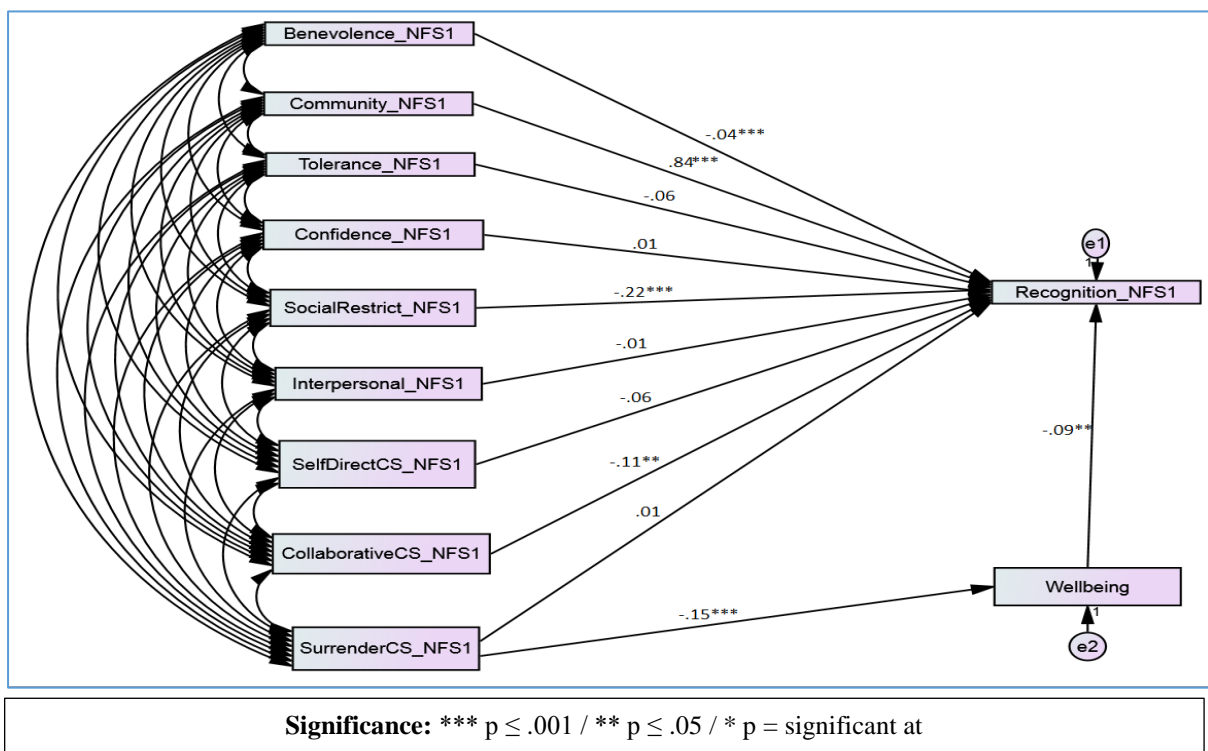 Benevolence_NFS1
Community_NFS1
-.04***
.84***
Tolerance_NFS1
-.06
Confidence_NFS1
.01
e1
1
SocialRestrict_NFS1
-.22***
Recognition_NFS1
-.01
Interpersonal_NFS1
-.06
-.09**
SelfDirectCS_NFS1
-.11**
.01
CollaborativeCS_NFS1
Wellbeing
-.15***
1
SurrenderCS_NFS1
e2
Significance: *** p ≤ .001 / ** p ≤ .05 / * p = significant at